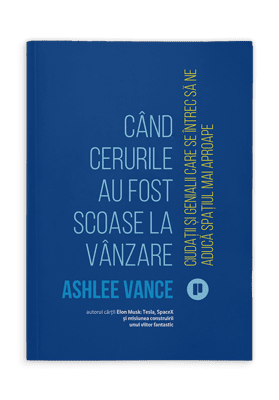 CÂND
CERURILE
AU FOST
SCOASE LA
VÂNZARE
CIUDAȚII ȘI GENIALII CARE SE ÎNTREC SĂ NE
ADUCĂ SPAȚIUL MAI APROAPE
ASHLEE VANCE
P
autorul cărții Elon Musk: Tesla, SpaceX
și misiunea construirii
unui viitor fantastic